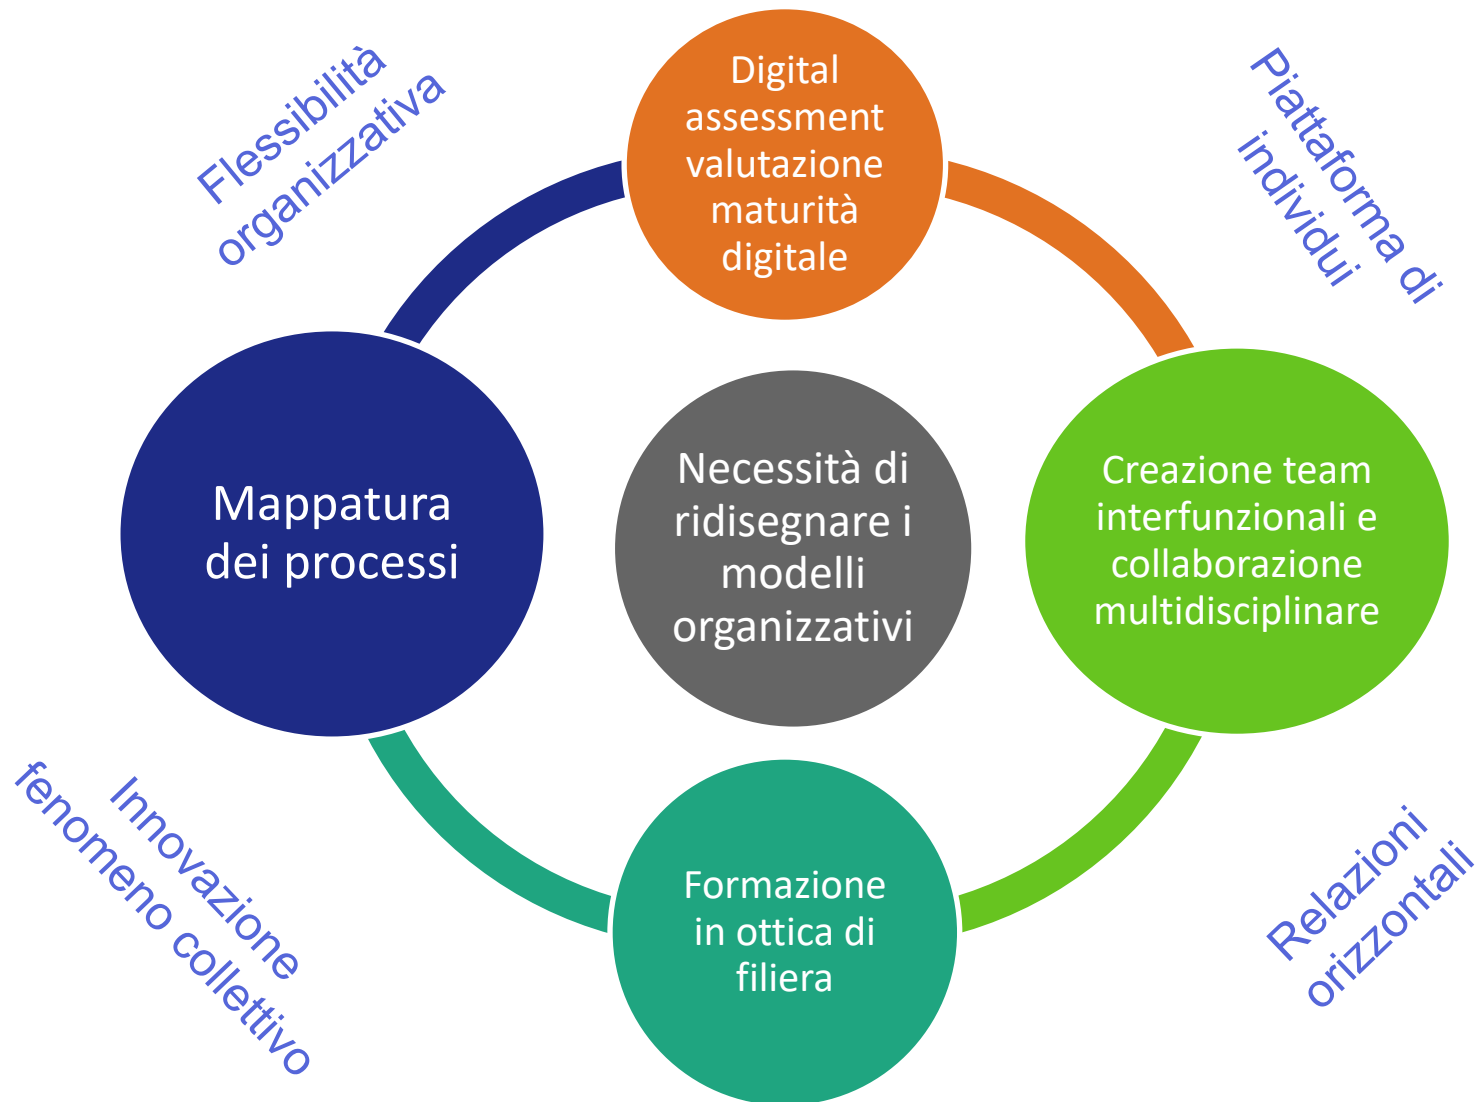 Flessibilità
organizzativa
Digital
assessment
valutazione
maturità
digitale
Piattaforma di
individui
Mappatura
dei processi
Necessità di
ridisegnare i
modelli
organizzativi
Creazione team
interfunzionali e
collaborazione
multidisciplinare
Innovazione
fenomeno collettivo
Formazione
in ottica di
filiera
Relazioni
orizzontali